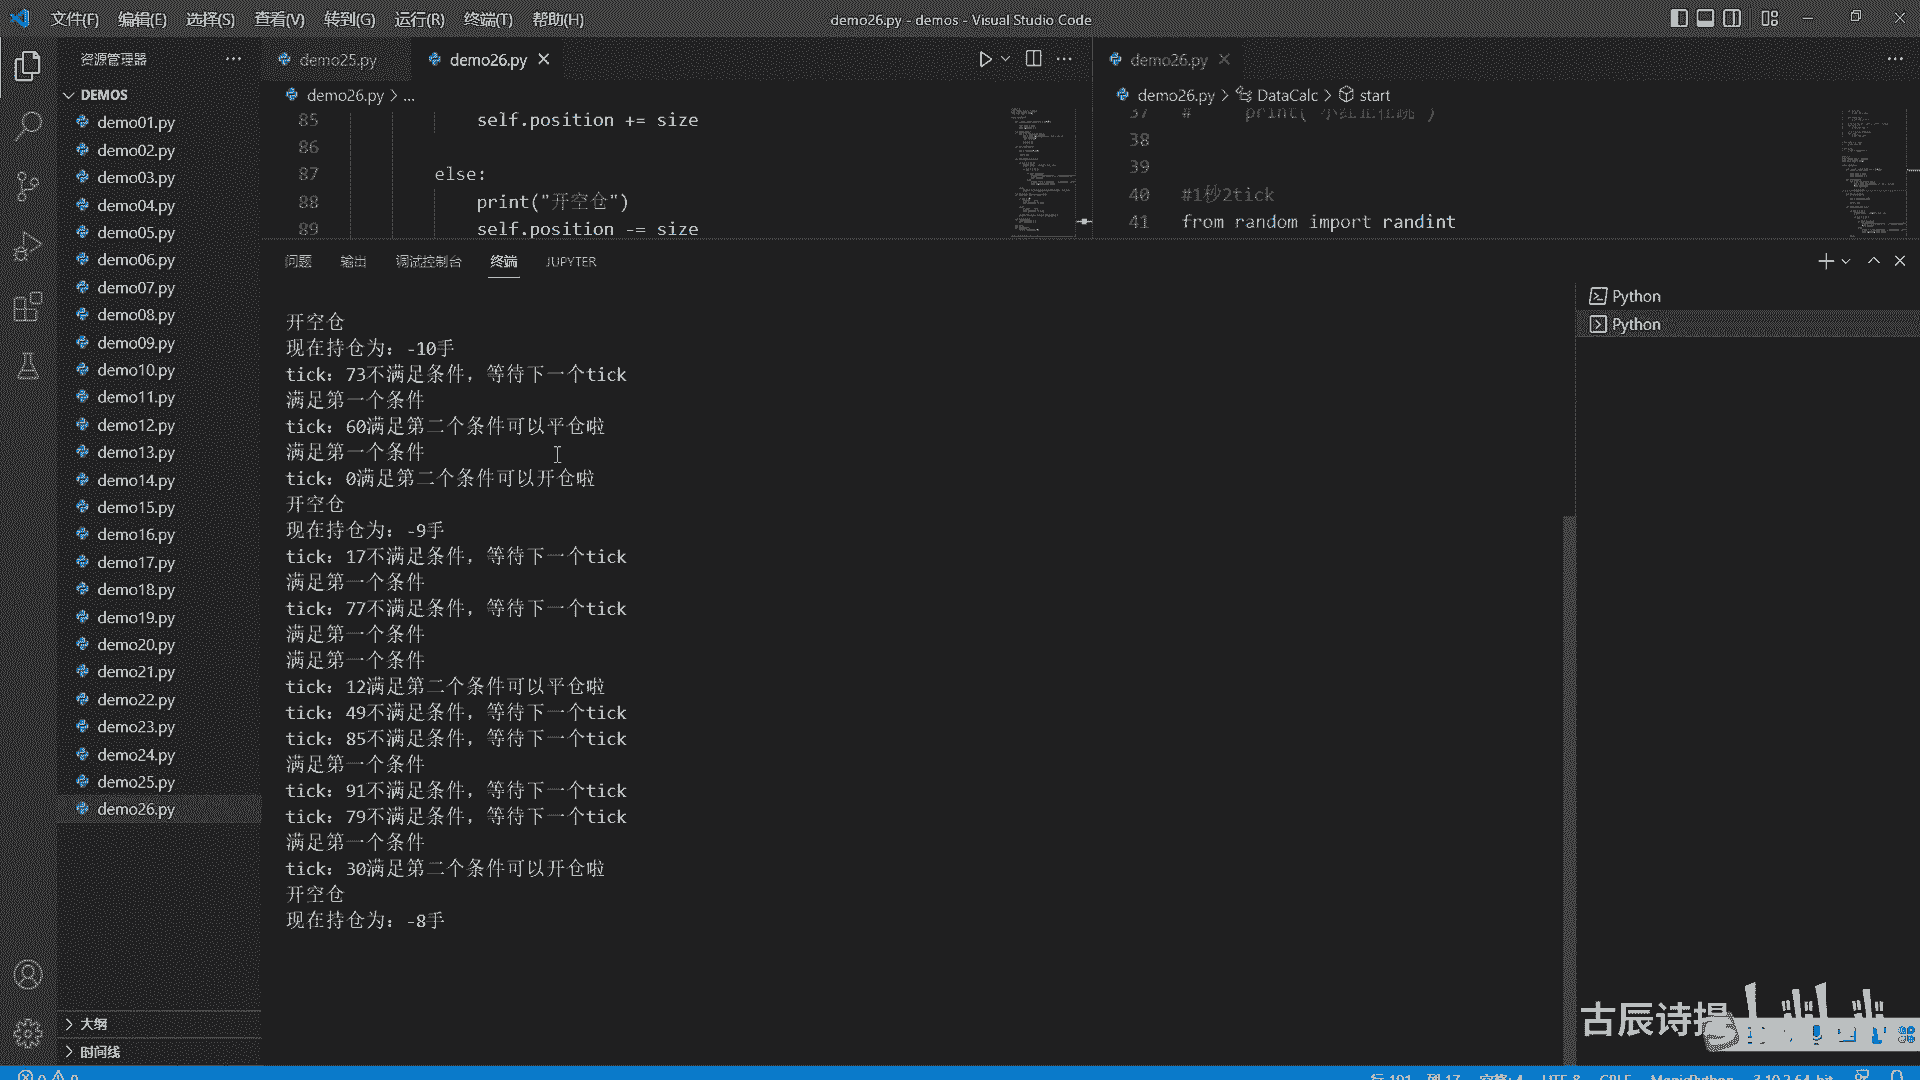 文件(F) 编辑(E) 选择(S) 查看(V) 转到(G) 运行(R) 终端(T) 帮助(H)
demo26.py - demos - Visual Studio Code
资源管理器
DEMOS
demo01.py
demo02.py
demo03.py
demo04.py
demo05.py
demo06.py
demo07.py
demo08.py
demo09.py
demo10.py
demo11.py
demo12.py
demo13.py
demo14.py
demo15.py
demo16.py
demo17.py
demo18.py
demo19.py
demo20.py
demo21.py
demo22.py
demo23.py
demo24.py
demo25.py
demo26.py
大纲
时间线
demo25.py demo26.py
demo26.py > ...
85 self.position += size
86
87 else:
88 print("开空仓")
89 self.position -= size
demo26.py
demo26.py > DataCalc > start
37 # print("小红正在跳")
38
39
40 #1秒2tick
41 from random import randint
问题 输出 调试控制台 终端 JUPYTER
开空仓
现在持仓为: -10手
tick: 73不满足条件, 等待下一个tick
满足第一个条件
tick: 60满足第二个条件可以平仓啦
满足第一个条件
tick: 0满足第二个条件可以开仓啦
开空仓
现在持仓为: -9手
tick: 17不满足条件, 等待下一个tick
满足第一个条件
tick: 77不满足条件, 等待下一个tick
满足第一个条件
满足第一个条件
tick: 12满足第二个条件可以平仓啦
tick: 49不满足条件, 等待下一个tick
tick: 85不满足条件, 等待下一个tick
满足第一个条件
tick: 91不满足条件, 等待下一个tick
tick: 79不满足条件, 等待下一个tick
满足第一个条件
tick: 30满足第二个条件可以开仓啦
开空仓
现在持仓为: -8手
Python
Python
古辰诗提
行 191, 列 17 空格: 4 UTF-8 CRLF MagicPython 3.10.2 64-bit